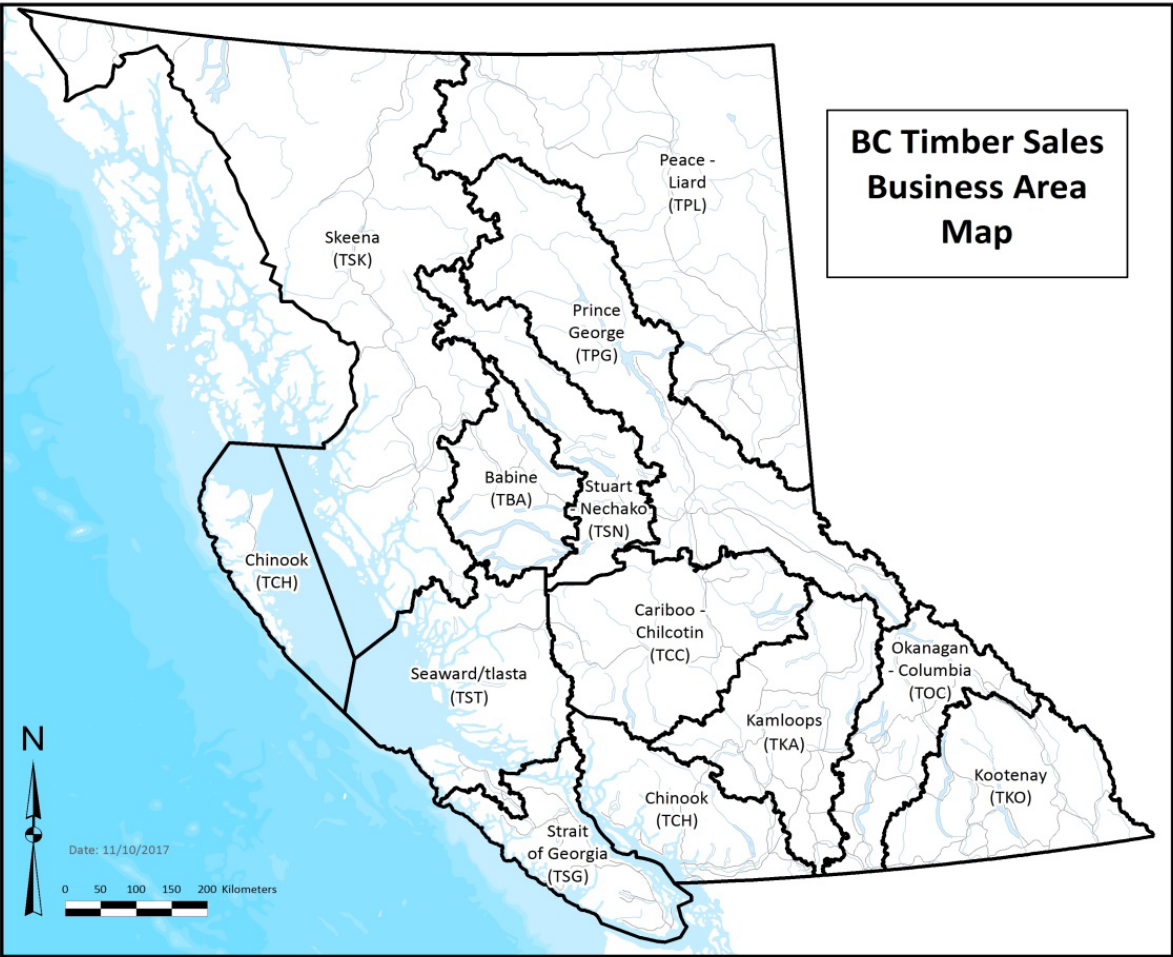 BC Timber Sales
Business Area
Map
Peace -
Liard
(TPL)
Skeena
(TSK)
Prince
George
(TPG)
Babine
(TBA)
Stuart
- Nechako
(TSN)
Chinook
(TCH)
Cariboo -
Chilcotin
(TCC)
Okanagan
- Columbia
(TOC)
Seaward/tlasta
(TST)
Kamloops
(TKA)
Kootenay
(TKO)
Chinook
(TCH)
Strait
of Georgia
(TSG)
N
Date: 11/10/2017
0 50 100 150 200 Kilometers